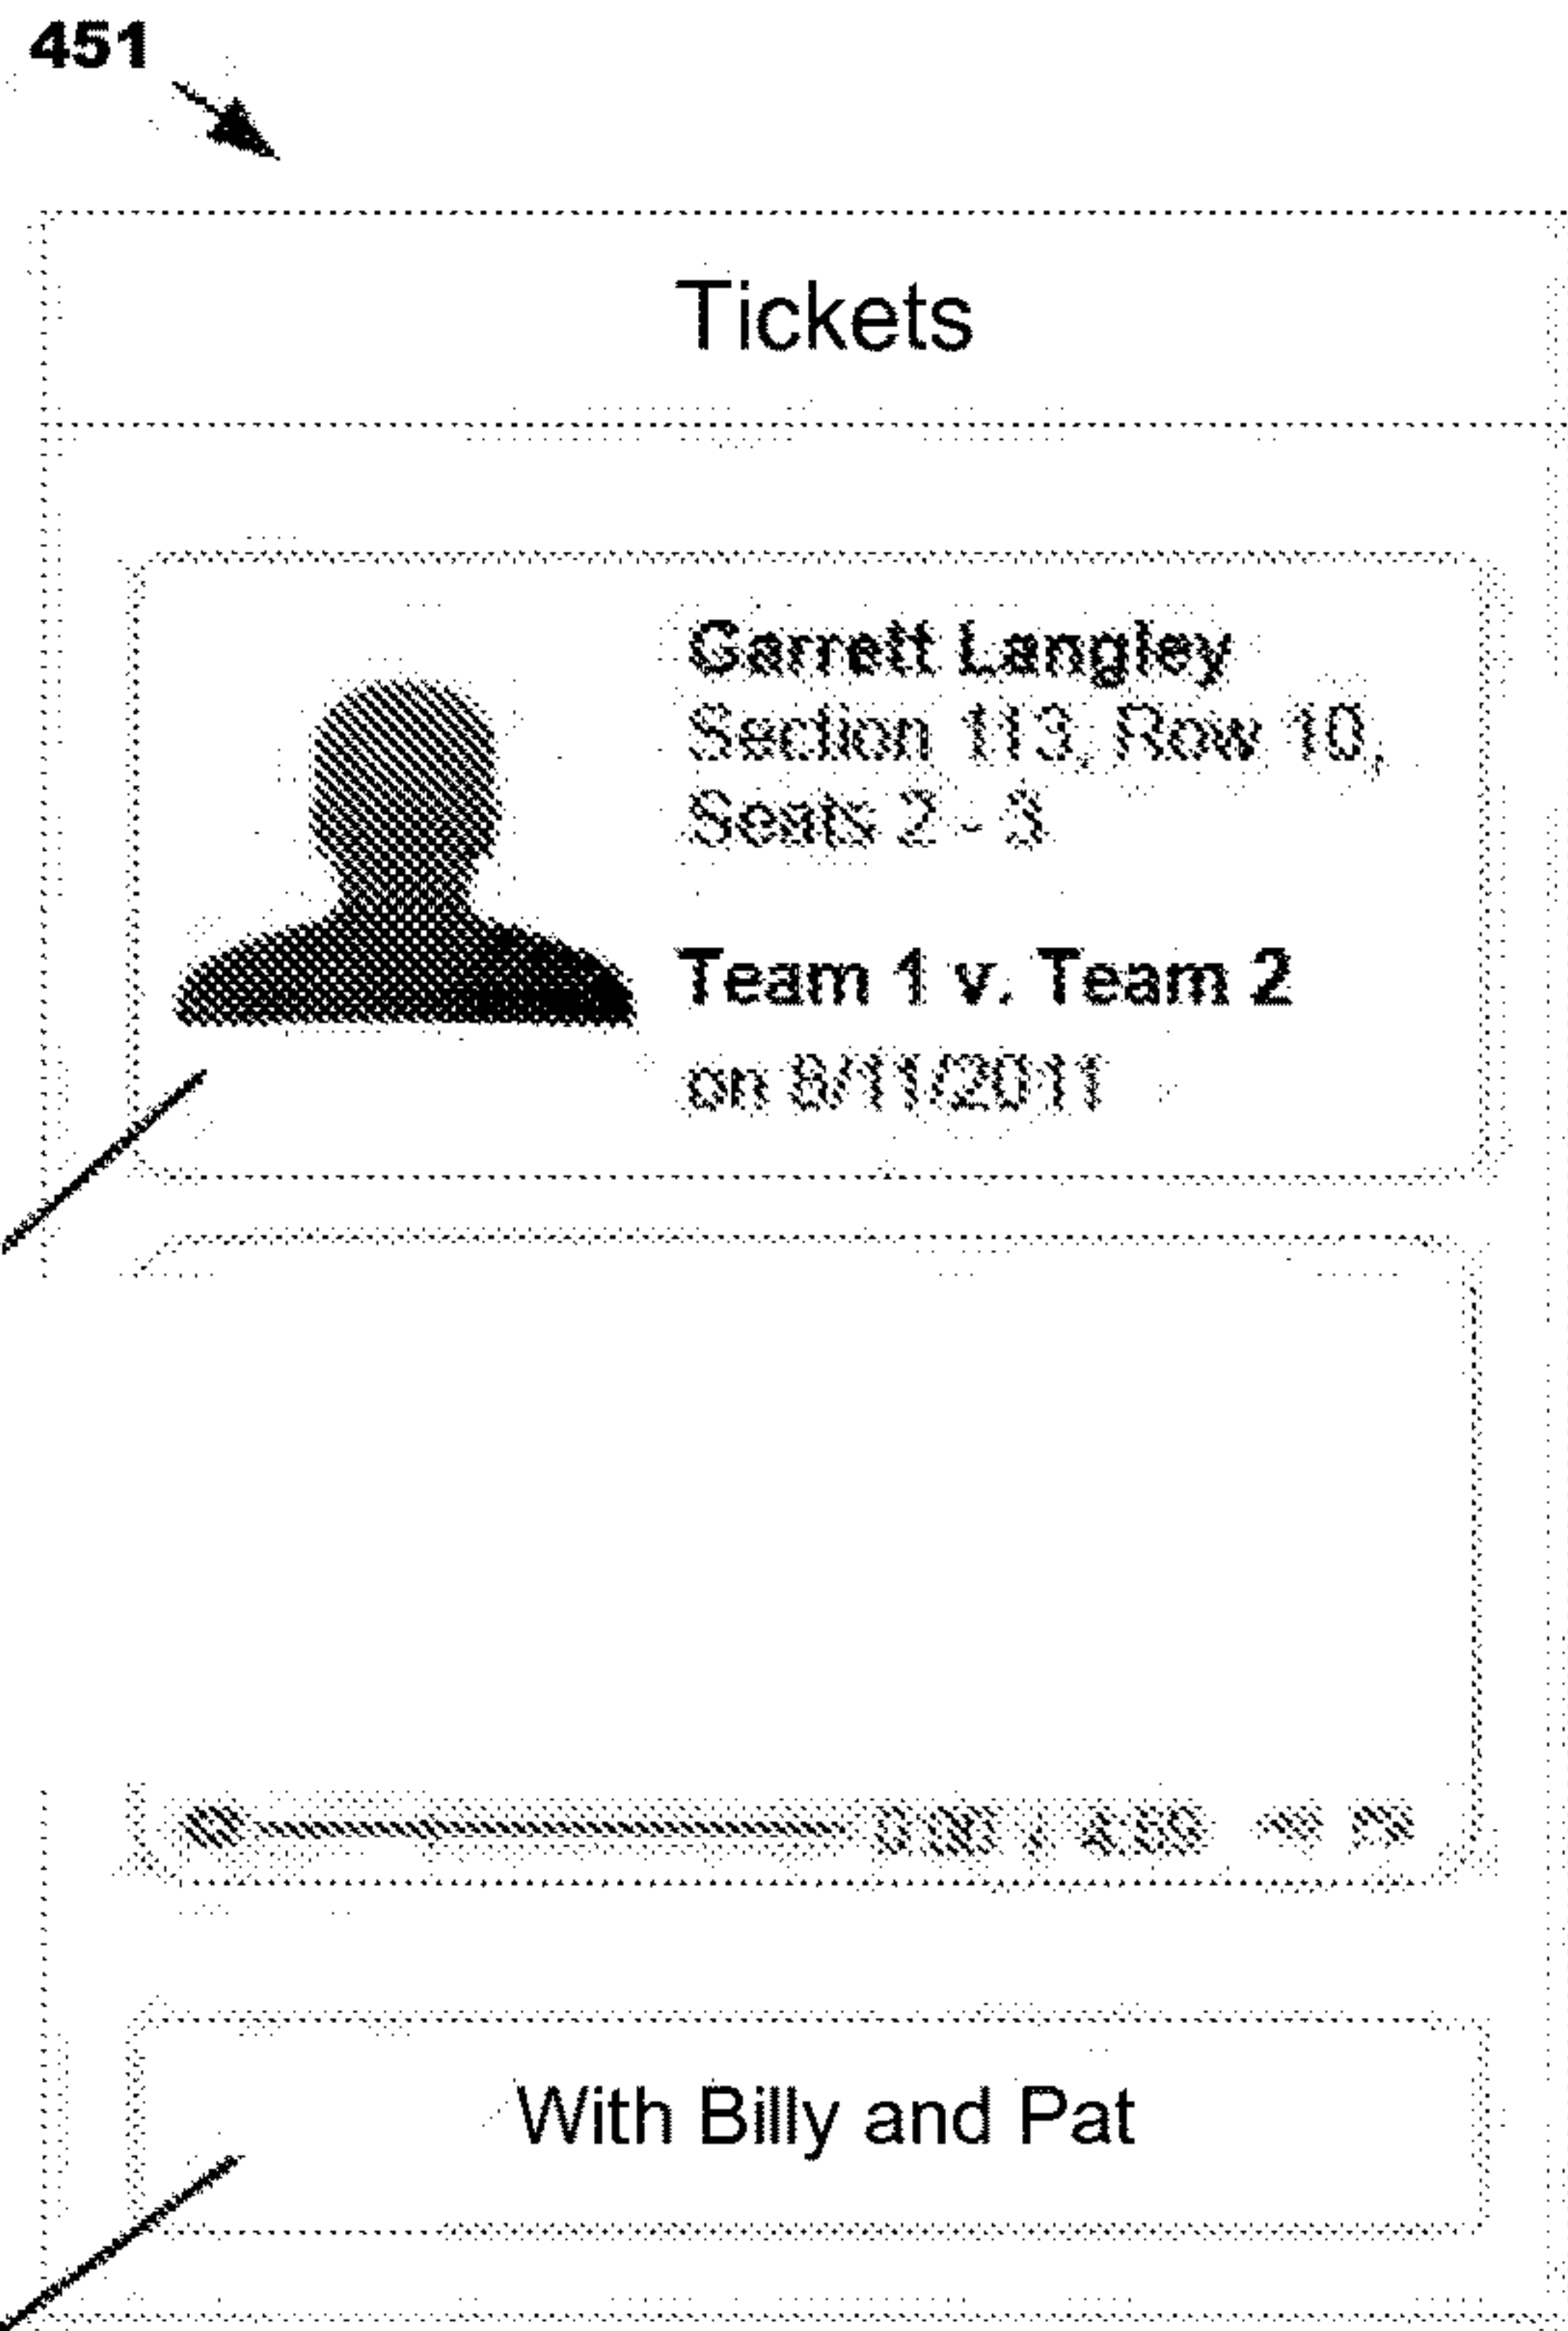 451
Tickets
Garrett Langley
Section 113, Row 10,
Seats 2 - 3
Team 1 v. Team 2
on 8/11/2011
With Billy and Pat